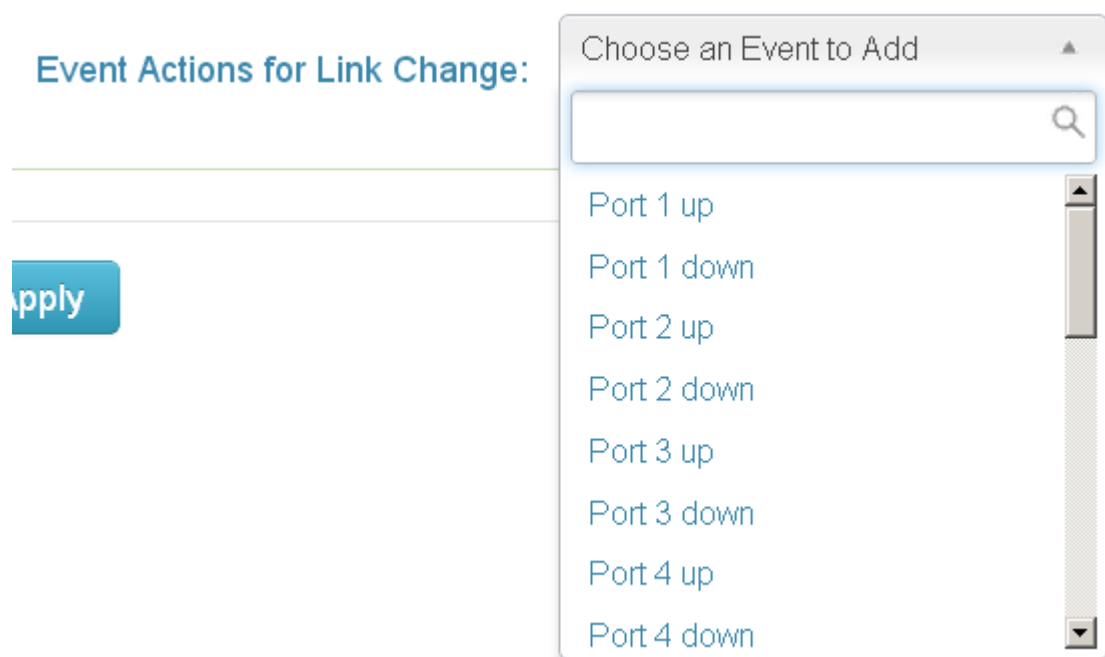 Event Actions for Link Change:
Choose an Event to Add
Port 1 up
Port 1 down
Port 2 up
Port 2 down
Port 3 up
Port 3 down
Port 4 up
Port 4 down
Apply